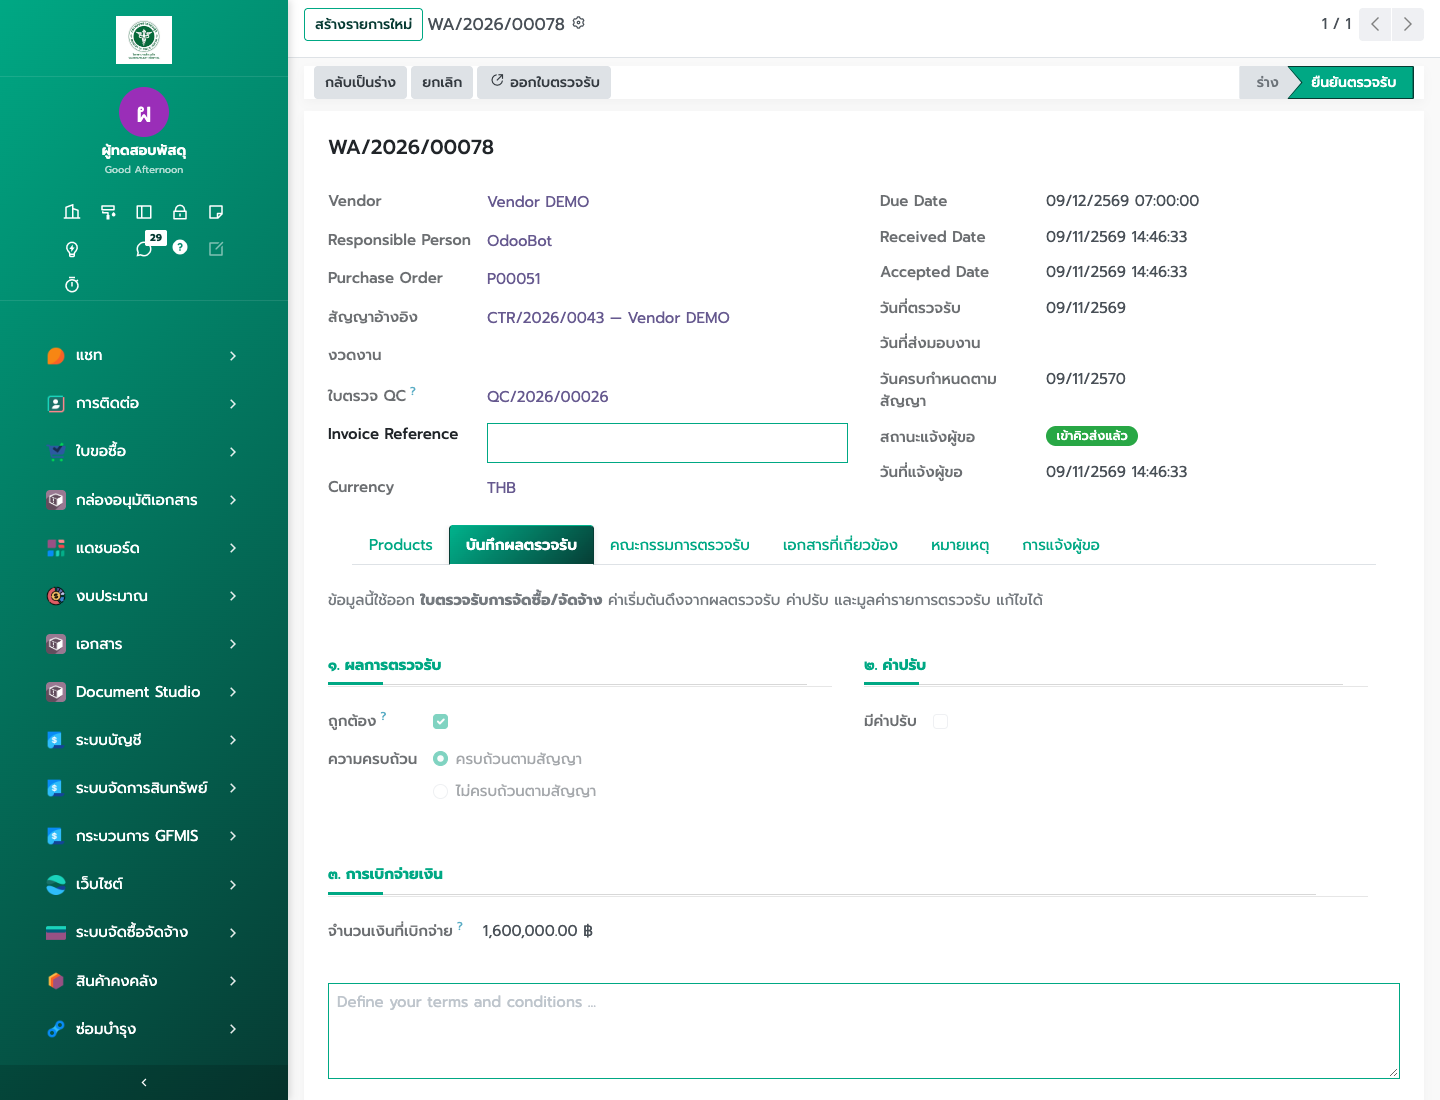 สร้างรายการใหม่ WA/2026/00078 1 / 1
กลับเป็นร่าง ยกเลิก ออกใบตรวจรับ ร่าง ยืนยันตรวจรับ
ผ
ผู้ทดสอบพัสดุ
Good Afternoon
29
?
แชท
การติดต่อ
ใบขอซื้อ
กล่องอนุมัติเอกสาร
แดชบอร์ด
งบประมาณ
เอกสาร
Document Studio
ระบบบัญชี
ระบบจัดการสินทรัพย์
กระบวนการ GFMIS
เว็บไซต์
ระบบจัดซื้อจัดจ้าง
สินค้าคงคลัง
ซ่อมบำรุง
WA/2026/00078
Vendor Vendor DEMO
Responsible Person OdooBot
Purchase Order P00051
สัญญาอ้างอิง CTR/2026/0043 — Vendor DEMO
งวดงาน
ใบตรวจ QC ? QC/2026/00026
Invoice Reference
Currency THB
Due Date 09/12/2569 07:00:00
Received Date 09/11/2569 14:46:33
Accepted Date 09/11/2569 14:46:33
วันที่ตรวจรับ 09/11/2569
วันที่ส่งมอบงาน
วันครบกำหนดตาม 09/11/2570
สัญญา
สถานะแจ้งผู้ขอ เข้าคิวส่งแล้ว
วันที่แจ้งผู้ขอ 09/11/2569 14:46:33
Products บันทึกผลตรวจรับ คณะกรรมการตรวจรับ เอกสารที่เกี่ยวข้อง หมายเหตุ การแจ้งผู้ขอ
ข้อมูลนี้ใช้ออก ใบตรวจรับการจัดซื้อ/จัดจ้าง ค่าเริ่มต้นดึงจากผลตรวจรับ ค่าปรับ และมูลค่ารายการตรวจรับ แก้ไขได้
๑. ผลการตรวจรับ
ถูกต้อง ?
ความครบถ้วน ครบถ้วนตามสัญญา
ไม่ครบถ้วนตามสัญญา
๒. ค่าปรับ
มีค่าปรับ
๓. การเบิกจ่ายเงิน
จำนวนเงินที่เบิกจ่าย ? 1,600,000.00 ฿
Define your terms and conditions ...